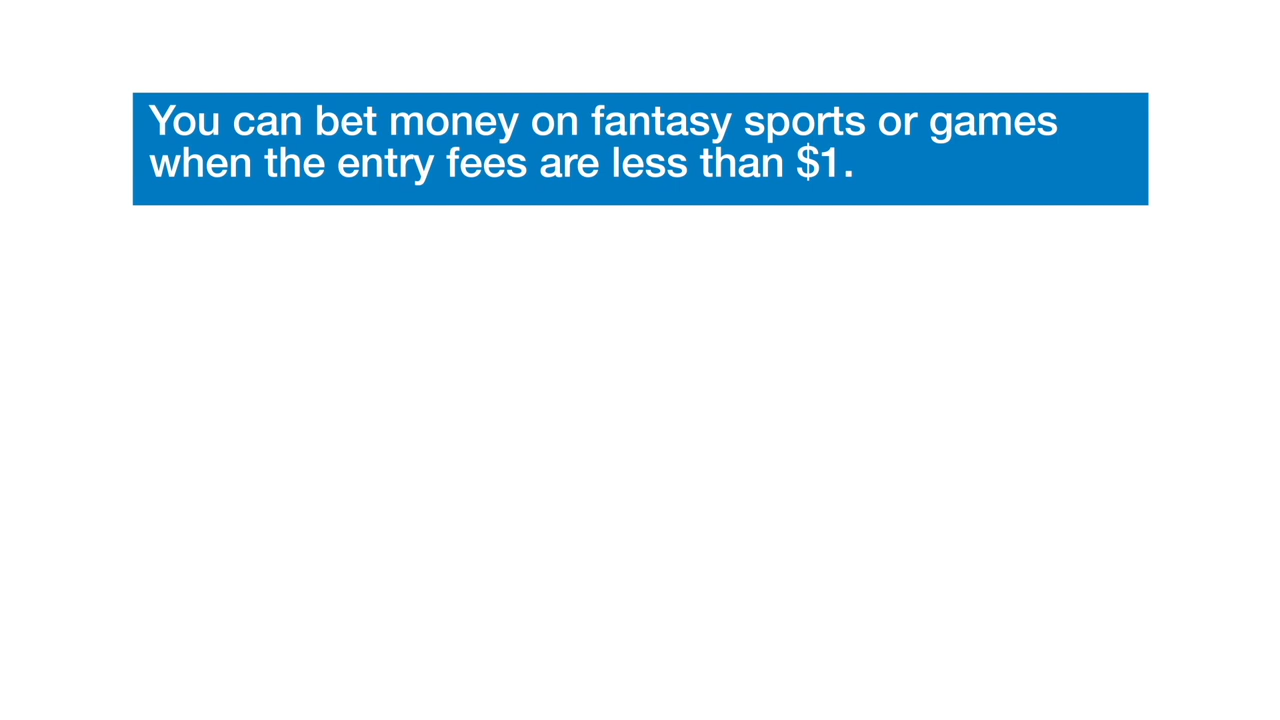 You can bet money on fantasy sports or games
when the entry fees are less than $1.